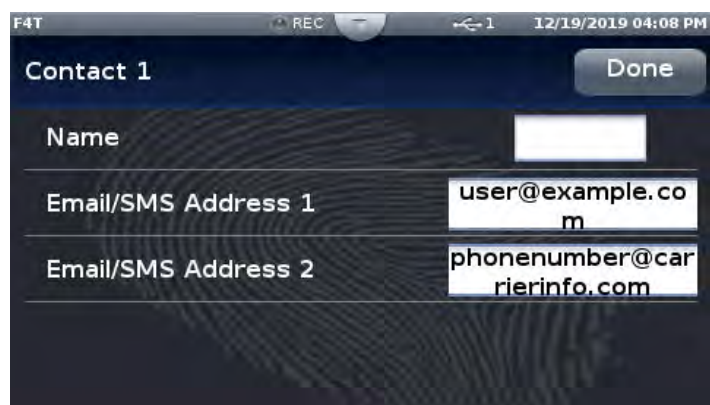 F4T REC 1 12/19/2019 04:08 PM
Contact 1 Done
Name
Email/SMS Address 1 user@example.co
m
Email/SMS Address 2 phonenumber@car
rierinfo.com